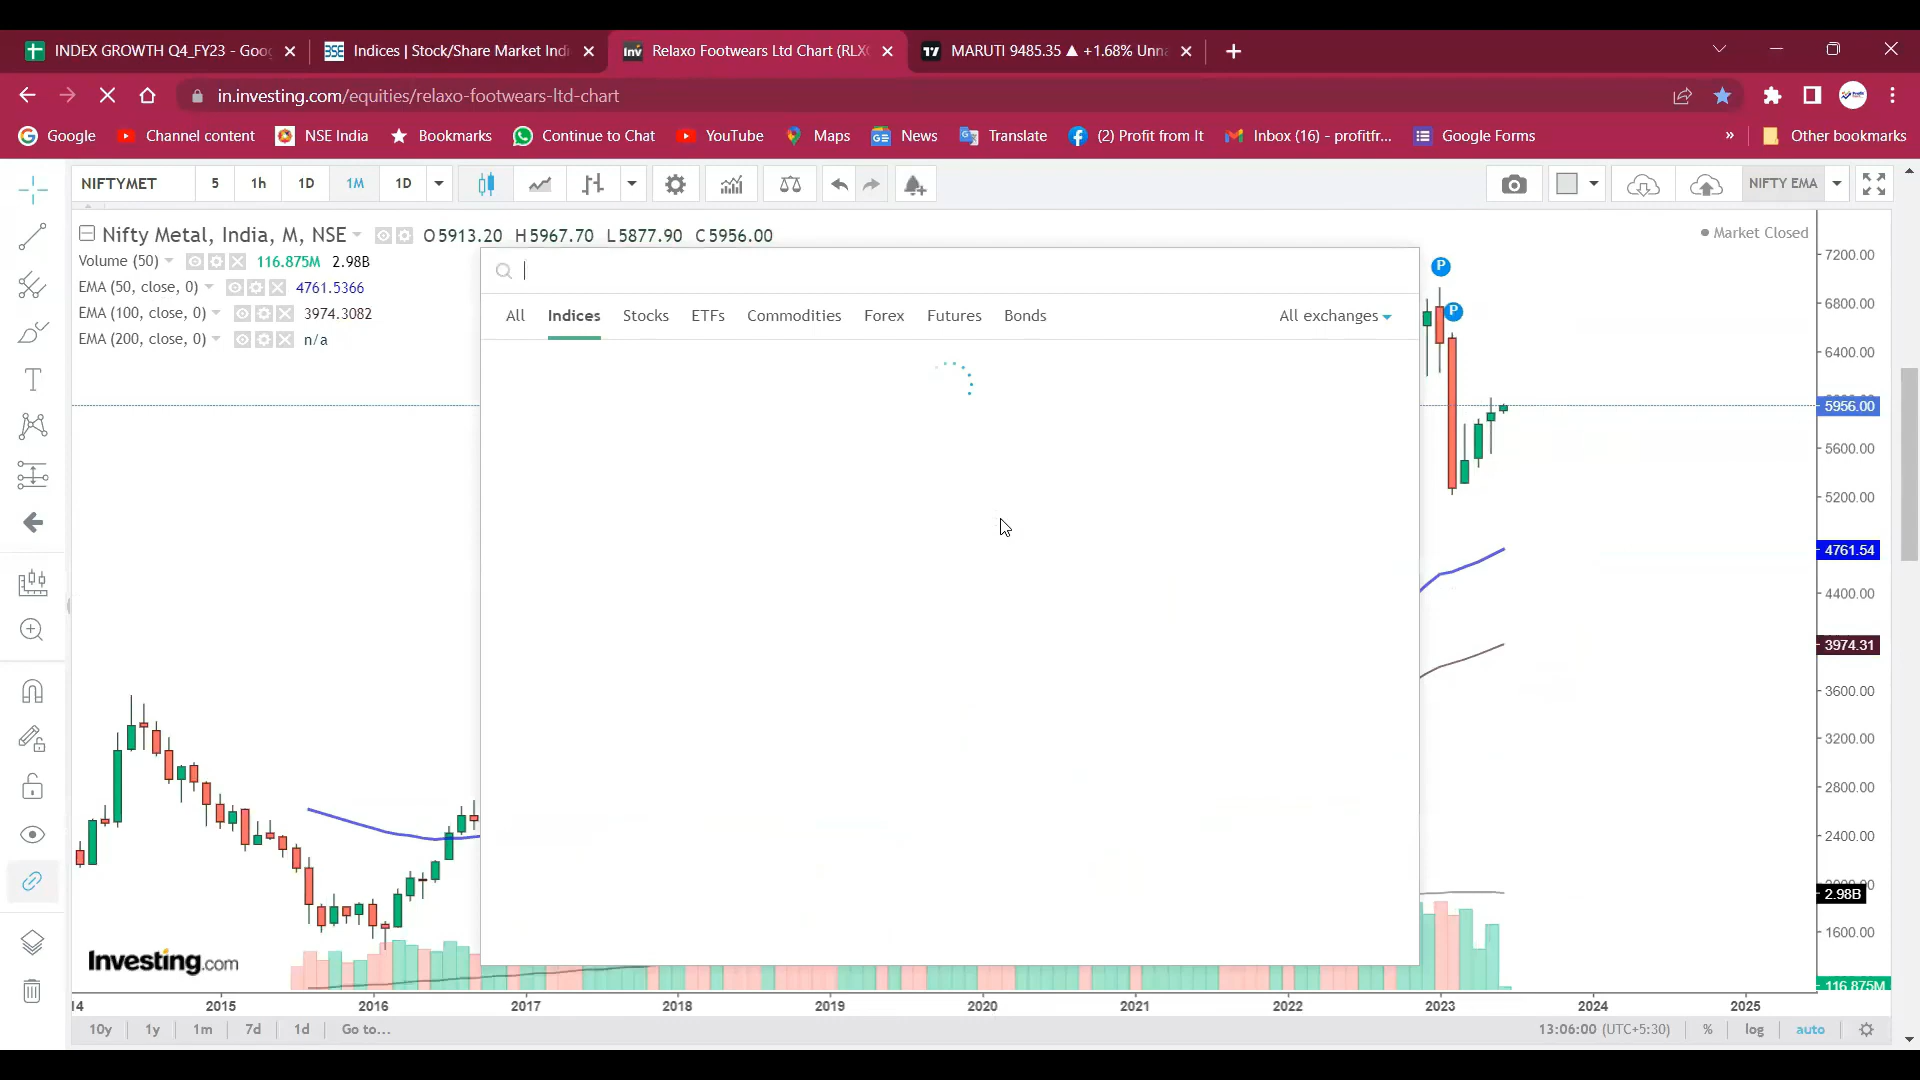 INDEX GROWTH Q4_FY23 - Goo
Indices | Stock/Share Market Indi
Relaxo Footwears Ltd Chart (RLXO
MARUTI 9485.35 ▲ +1.68% Unna
in.investing.com/equities/relaxo-footwears-ltd-chart
Google
Channel content
NSE India
Bookmarks
Continue to Chat
YouTube
Maps
News
Translate
(2) Profit from It
Inbox (16) - profitfr...
Google Forms
»
Other bookmarks
NIFTYMET
5
1h
1D
1M
1D
NIFTY EMA
Nifty Metal, India, M, NSE
O5913.20 H5967.70 L5877.90 C5956.00
Market Closed
Volume (50)
116.875M 2.98B
EMA (50, close, 0)
4761.5366
EMA (100, close, 0)
3974.3082
EMA (200, close, 0)
n/a
All
Indices
Stocks
ETFs
Commodities
Forex
Futures
Bonds
All exchanges
P
P
7200.00
6800.00
6400.00
5956.00
5600.00
5200.00
4761.54
4400.00
3974.31
3600.00
3200.00
2800.00
2400.00
2.98B
1600.00
116.875M
Investing.com
14
2015
2016
2017
2018
2019
2020
2021
2022
2023
2024
2025
10y
1y
1m
7d
1d
Go to...
13:06:00 (UTC+5:30)
%
log
auto